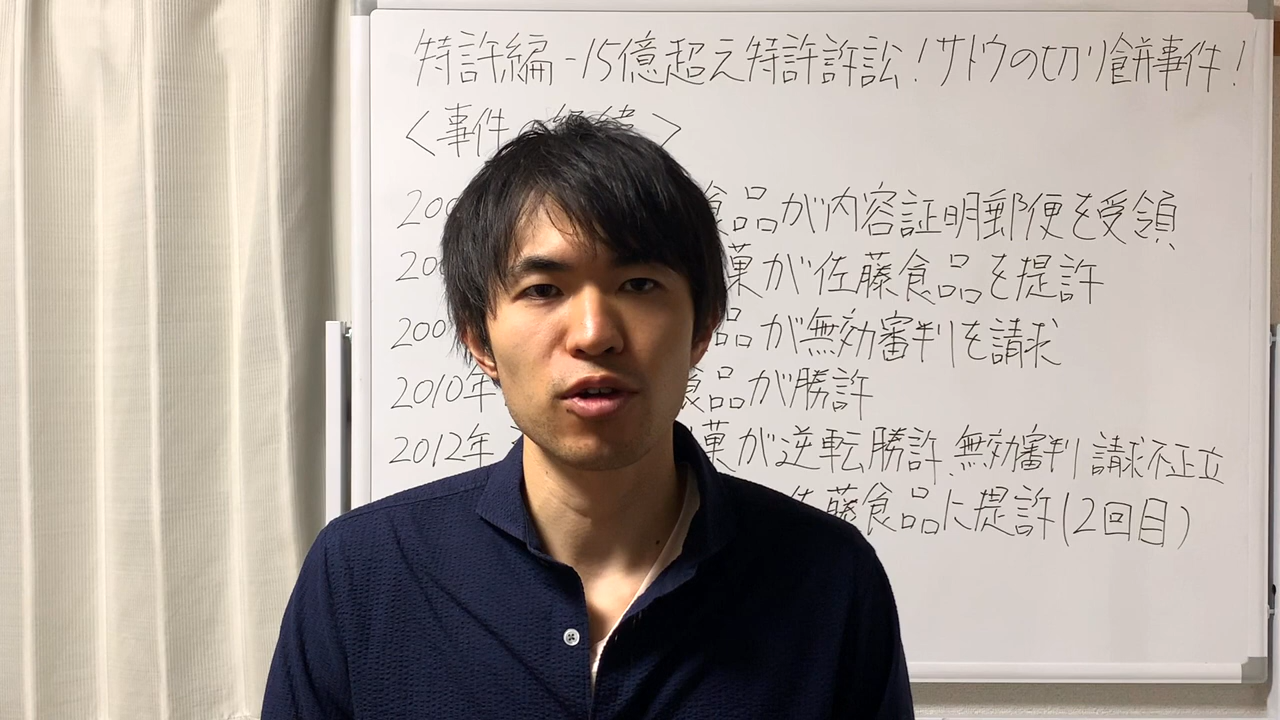 特許編-15億超え特許訴訟!サトウの切り餅事件!
<事件 経緯>
200 食品が内容証明郵便を受領
200 菓が佐藤食品を提訴
200 品が無効審判を請求
2010年 食品が勝訴
2012年 菓が逆転勝訴、無効審判請求不正立
佐藤食品に提訴(2回目)